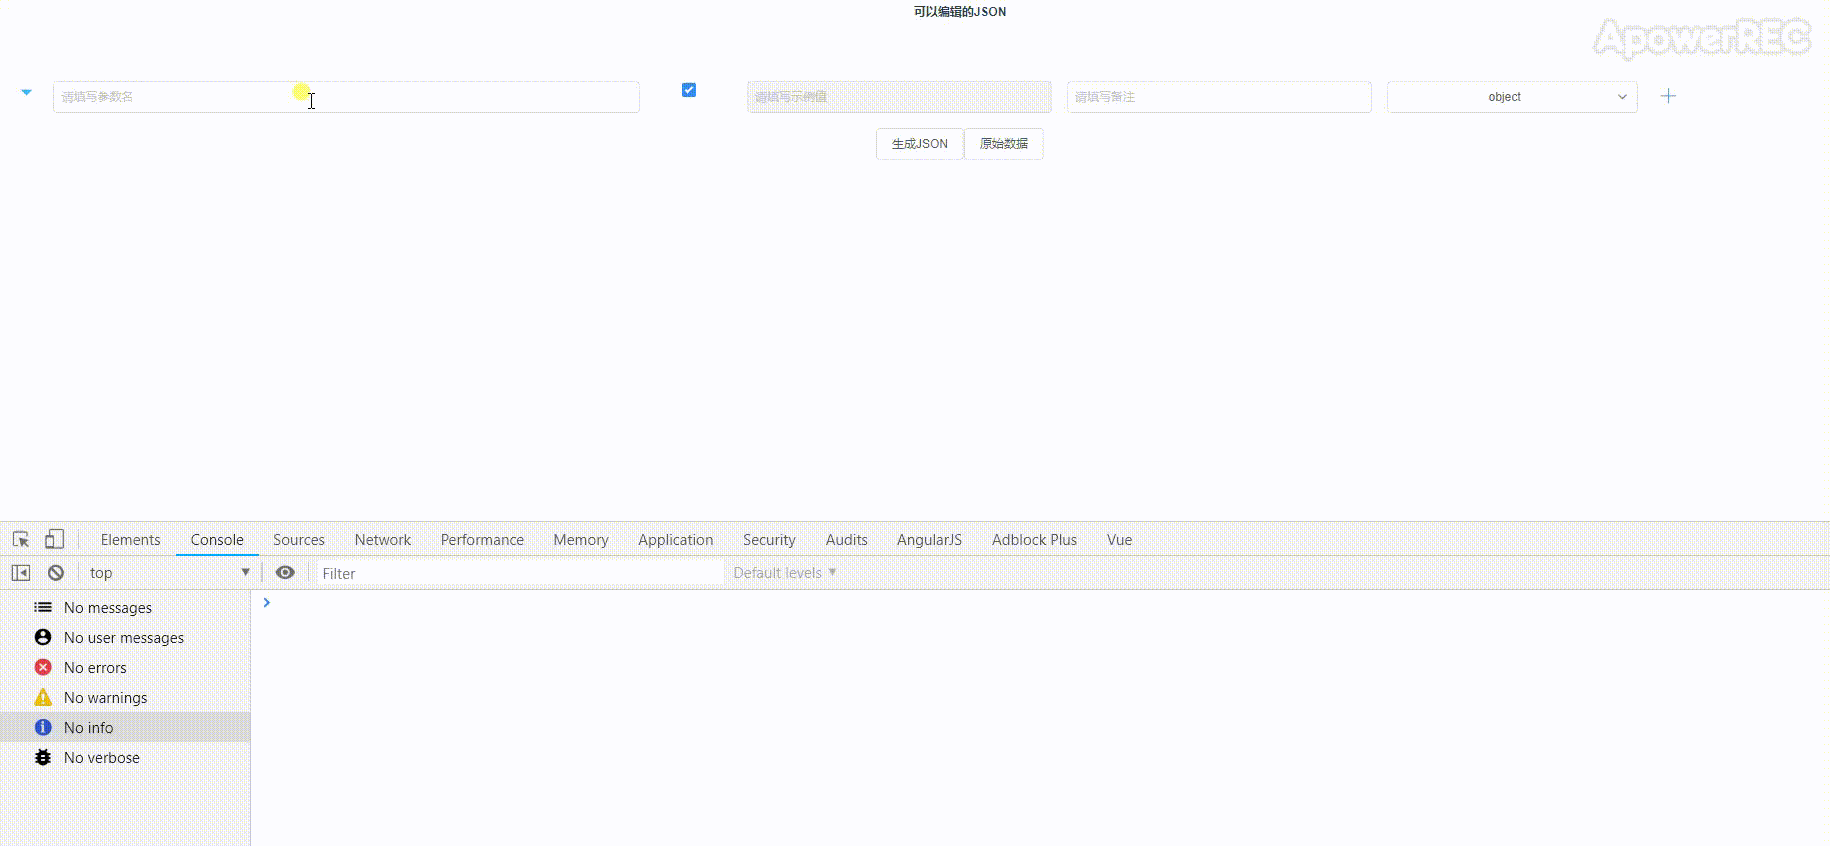 可以编辑的JSON
ApowerREC
请填写参数名
请填写示例值
请填写备注
object
生成JSON
原始数据
Elements
Console
Sources
Network
Performance
Memory
Application
Security
Audits
AngularJS
Adblock Plus
Vue
top
Filter
Default levels
No messages
No user messages
No errors
No warnings
No info
No verbose